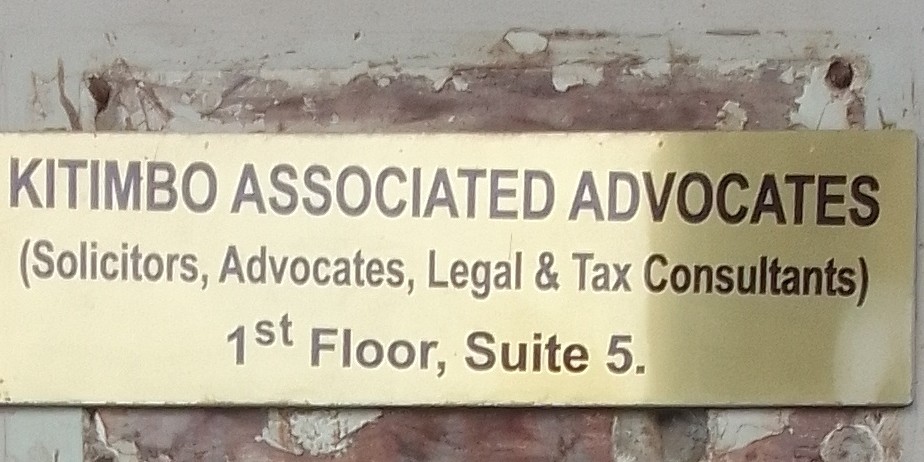 KITIMBO ASSOCIATED ADVOCATES
(Solicitors, Advocates, Legal & Tax Consultants)
1st Floor, Suite 5.